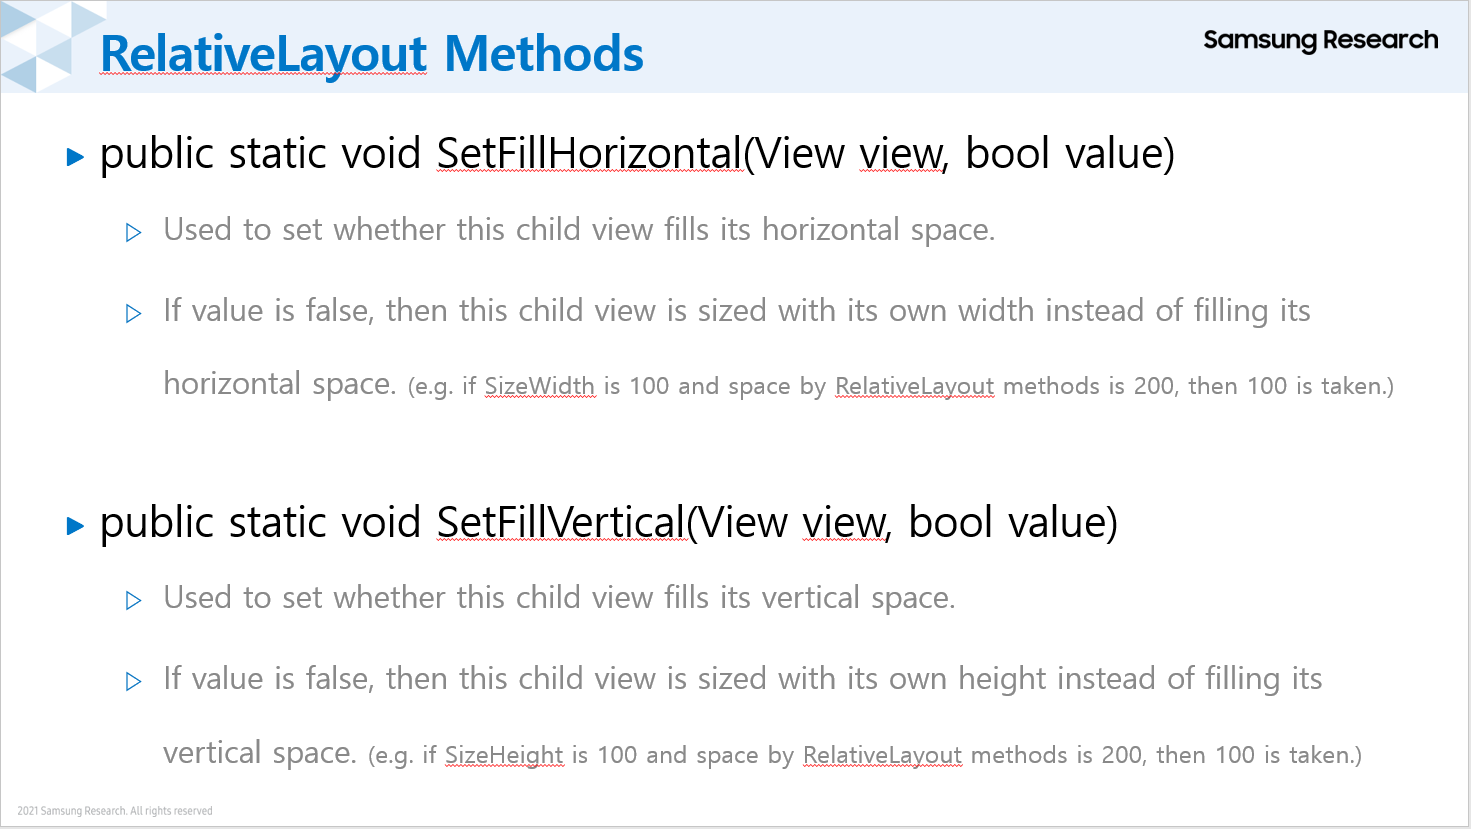 RelativeLayout Methods
Samsung Research
public static void SetFillHorizontal(View view, bool value)
Used to set whether this child view fills its horizontal space.
If value is false, then this child view is sized with its own width instead of filling its
horizontal space. (e.g. if SizeWidth is 100 and space by RelativeLayout methods is 200, then 100 is taken.)
public static void SetFillVertical(View view, bool value)
Used to set whether this child view fills its vertical space.
If value is false, then this child view is sized with its own height instead of filling its
vertical space. (e.g. if SizeHeight is 100 and space by RelativeLayout methods is 200, then 100 is taken.)
2021 Samsung Research. All rights reserved